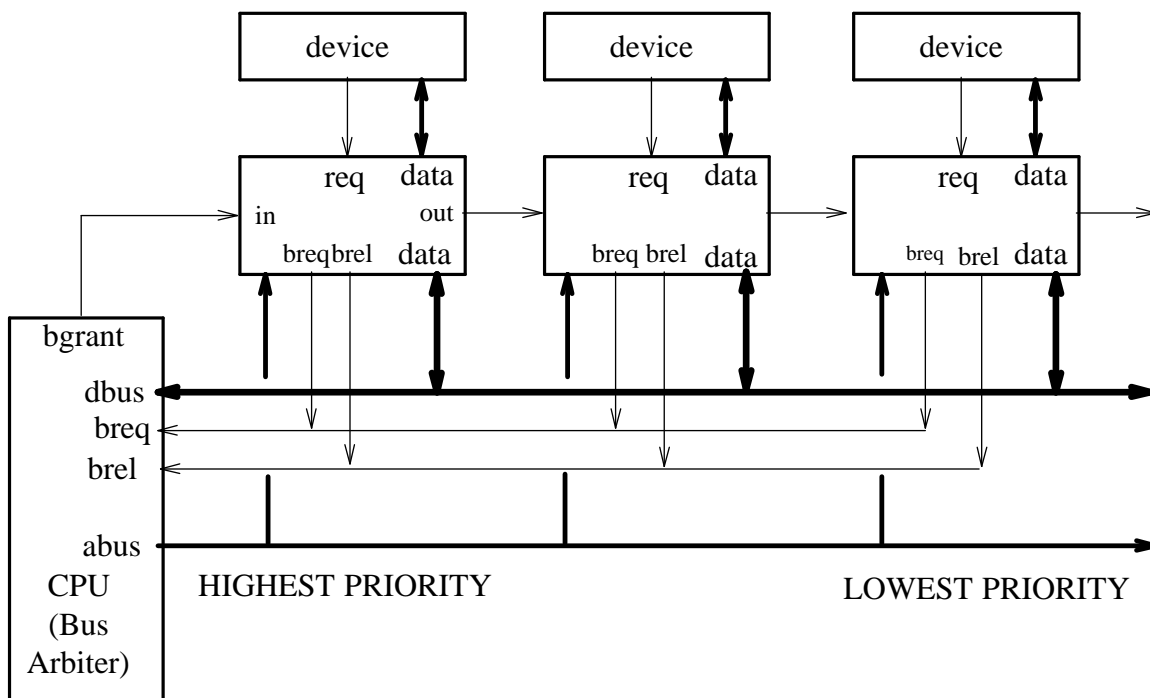 device device device
req data req data req data
in out
breq brel data breq brel data breq brel data
bgrant
dbus
breq
brel
abus
CPU
(Bus
Arbiter)
HIGHEST PRIORITY LOWEST PRIORITY